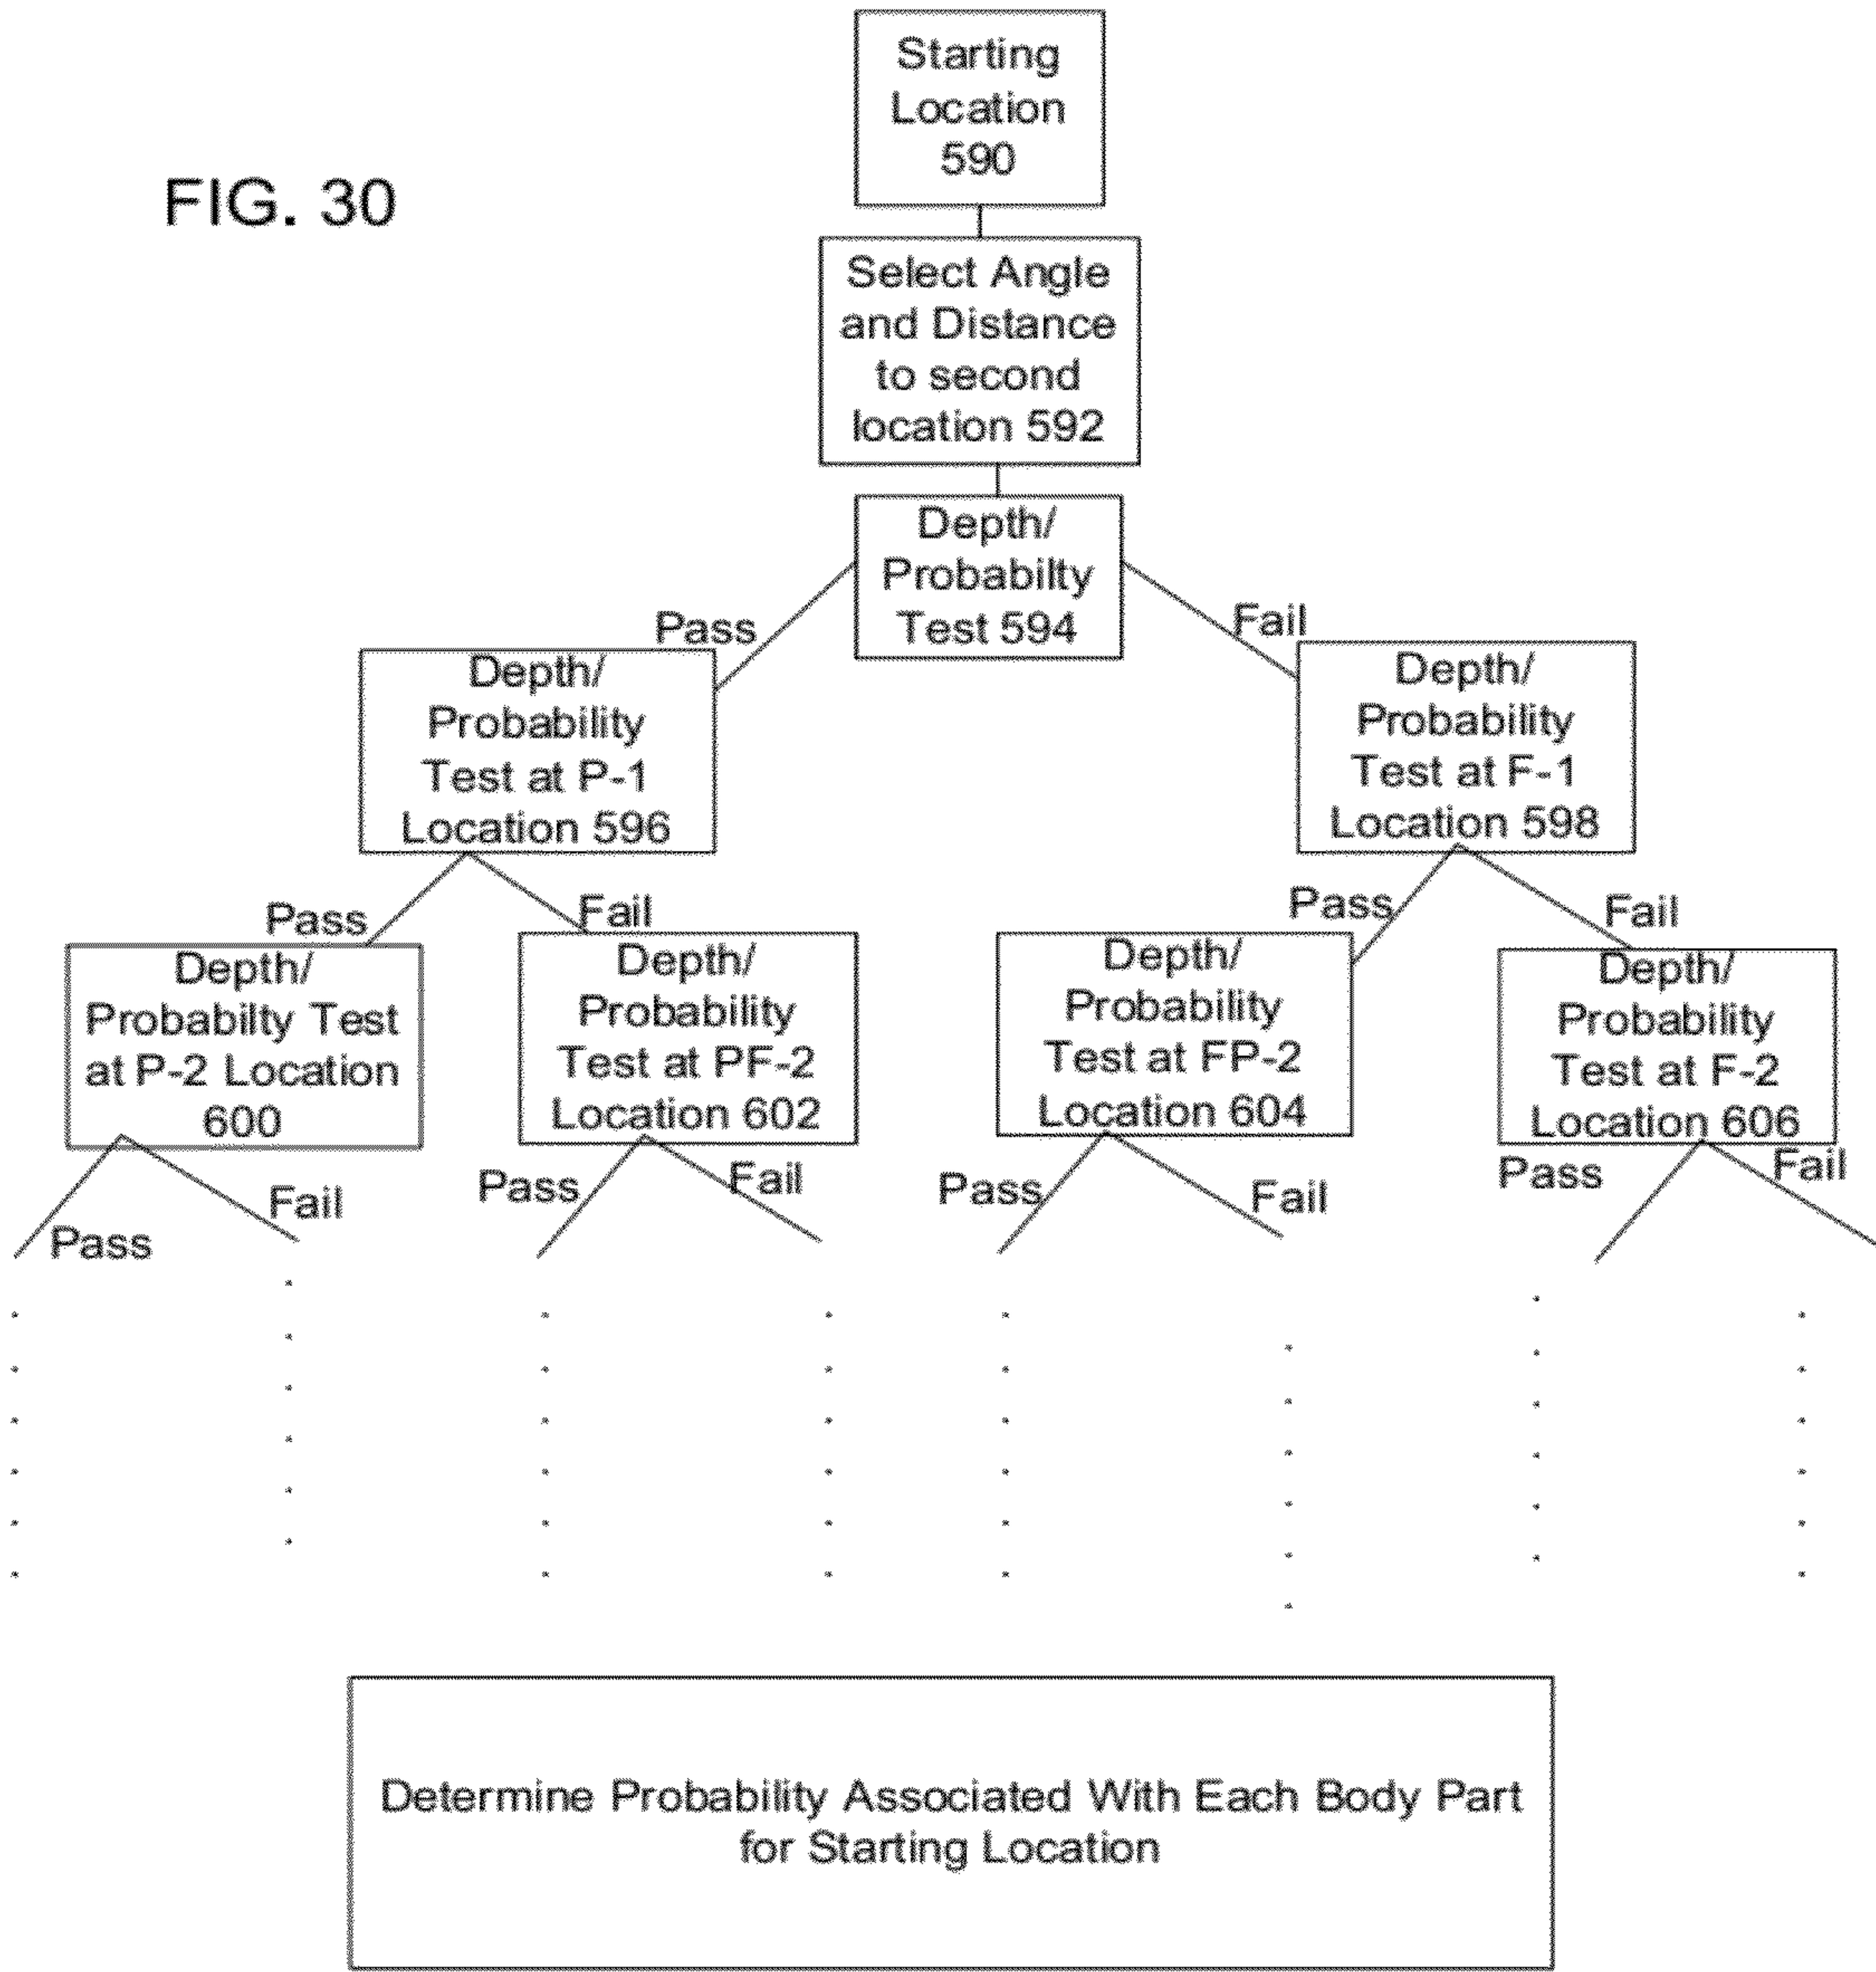 FIG. 30
Starting
Location
590
Select Angle
and Distance
to second
location 592
Depth/
Probabilty
Test 594
Pass
Fail
Depth/
Probability
Test at P-1
Location 596
Depth/
Probability
Test at F-1
Location 598
Pass
Fail
Pass
Fail
Depth/
Probabilty Test
at P-2 Location
600
Depth/
Probability
Test at PF-2
Location 602
Depth/
Probability
Test at FP-2
Location 604
Depth/
Probability
Test at F-2
Location 606
Pass
Fail
Pass
Fail
Pass
Fail
Pass
Fail
Determine Probability Associated With Each Body Part
for Starting Location